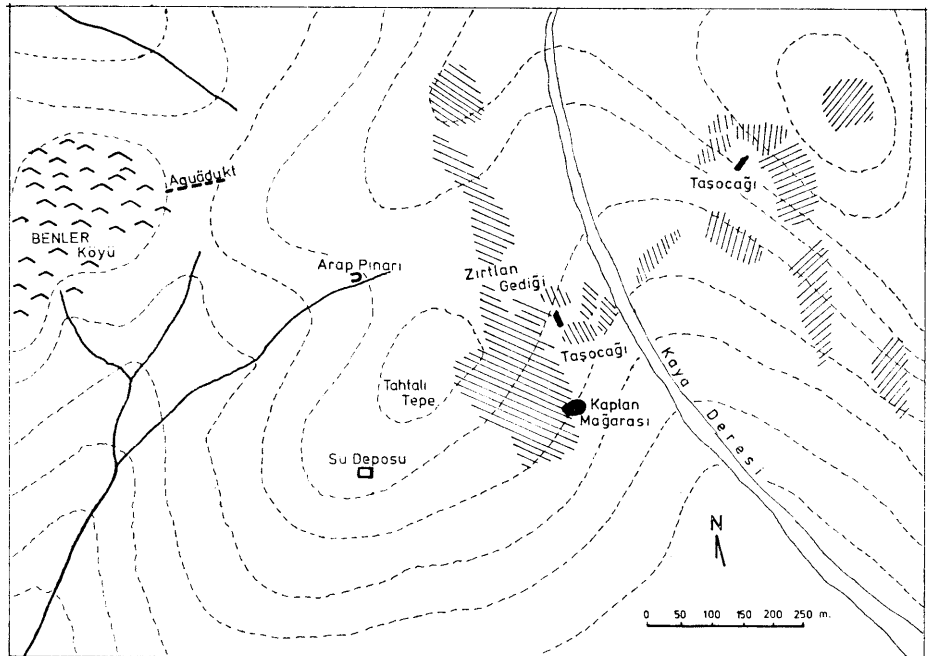 Aguädukt
Taşocağı
BENLER
Köyü
Arap Pınarı
Zırtlan
Gediği
Taşocağı
Kaya Deresi
Tahtalı
Tepe
Kaplan
Mağarası
Su Deposu
N
0 50 100 150 200 250 m.